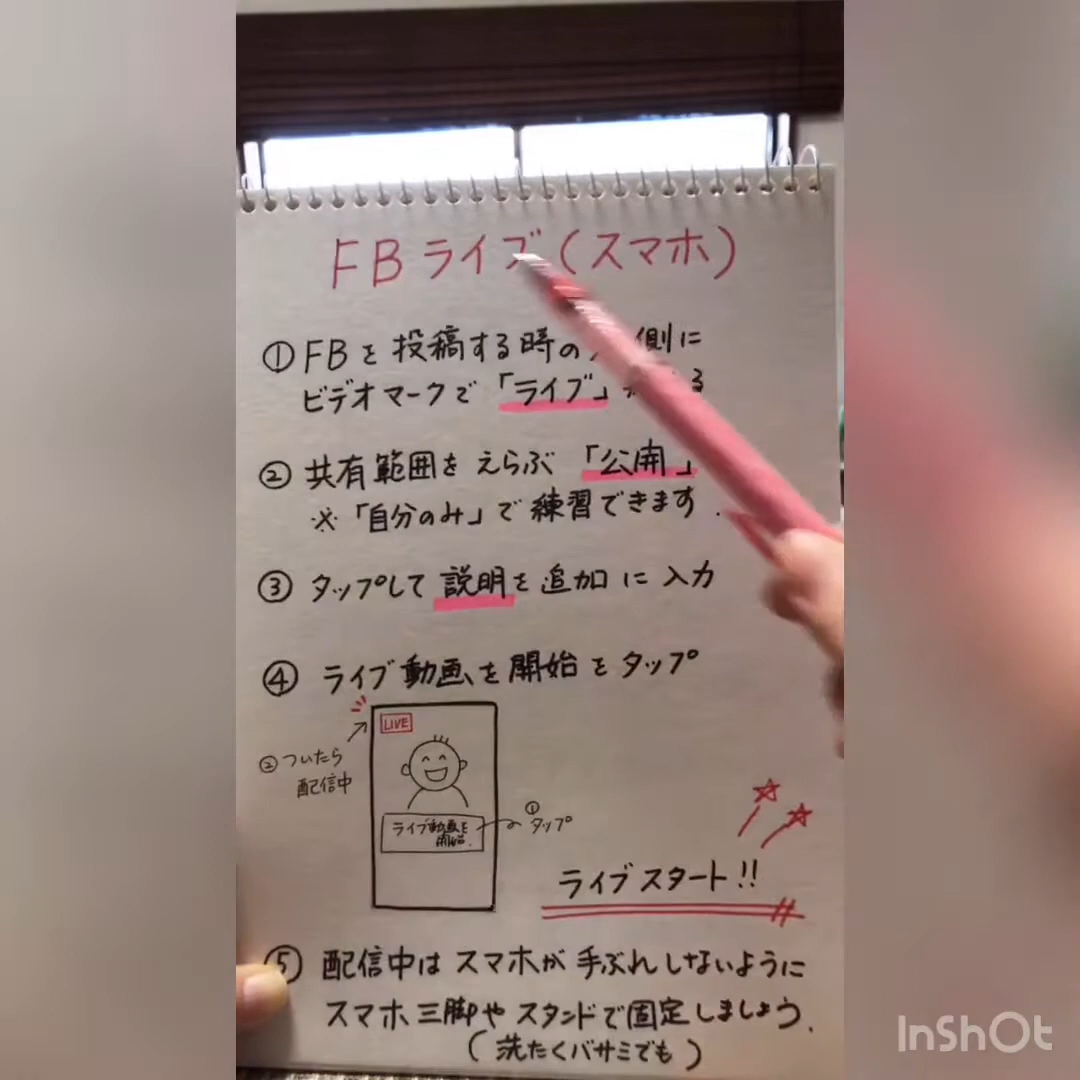 FBライブ(スマホ)
①FBを投稿する時の 側に
ビデオマークで「ライブ」 る
②共有範囲をえらぶ「公開」
※「自分のみ」で練習できます.
③タップして説明を追加に入力
④ライブ動画を開始をタップ
LIVE
②ついたら
配信中
ライブ動画を
開始.
①
タップ
ライブスタート!!
⑤配信中はスマホが手ぶれしないように
スマホ三脚やスタンドで固定しましょう.
(洗たくバサミでも)
InShOt